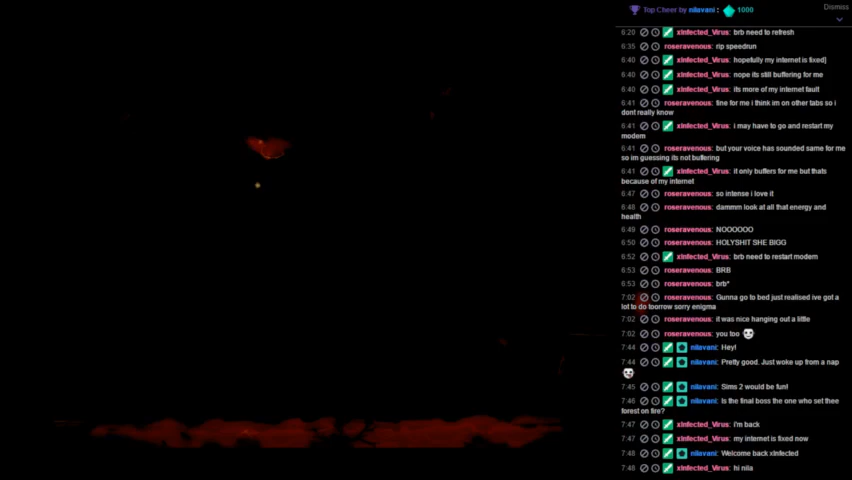 Top Cheer by nilavani : 1000
Dismiss
6:20 xInfected_Virus: brb need to refresh
6:35 roseravenous: rip speedrun
6:40 xInfected_Virus: hopefully my internet is fixed]
6:40 xInfected_Virus: nope its still buffering for me
6:40 xInfected_Virus: its more of my internet fault
6:41 roseravenous: fine for me i think im on other tabs so i
dont really know
6:41 xInfected_Virus: i may have to go and restart my
modem
6:41 roseravenous: but your voice has sounded same for me
so im guessing its not buffering
6:41 xInfected_Virus: it only buffers for me but thats
because of my internet
6:47 roseravenous: so intense i love it
6:48 roseravenous: dammm look at all that energy and
health
6:49 roseravenous: NOOOOOO
6:50 roseravenous: HOLYSHIT SHE BIGG
6:52 xInfected_Virus: brb need to restart modem
6:53 roseravenous: BRB
6:53 roseravenous: brb*
7:02 roseravenous: Gunna go to bed just realised ive got a
lot to do toorrow sorry enigma
7:02 roseravenous: it was nice hanging out a little
7:02 roseravenous: you too
7:44 nilavani: Hey!
7:44 nilavani: Pretty good. Just woke up from a nap
7:45 nilavani: Sims 2 would be fun!
7:46 nilavani: Is the final boss the one who set thee
forest on fire?
7:47 xInfected_Virus: i'm back
7:47 xInfected_Virus: my internet is fixed now
7:48 nilavani: Welcome back xInfected
7:48 xInfected_Virus: hi nila